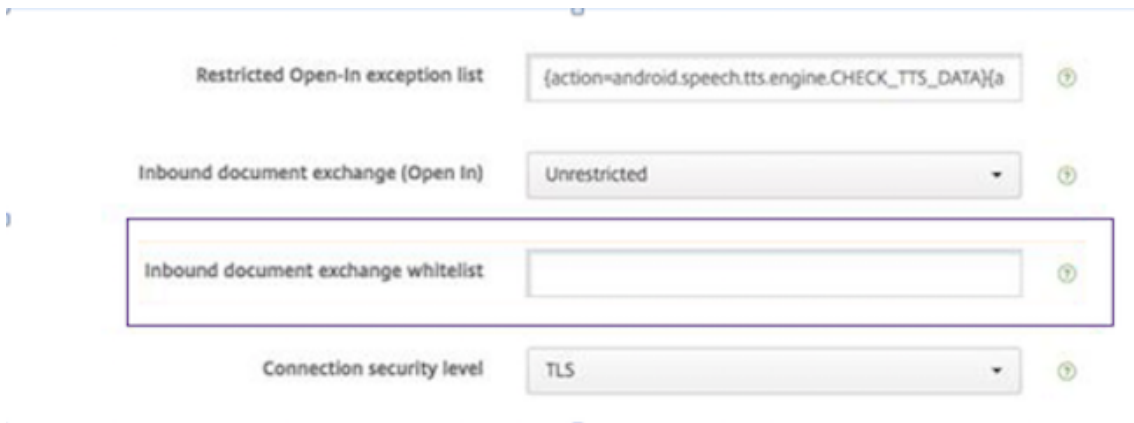 Restricted Open-In exception list
{action=android.speech.tts.engine.CHECK_TTS_DATA}{a
Inbound document exchange (Open In)
Unrestricted
Inbound document exchange whitelist
Connection security level
TLS